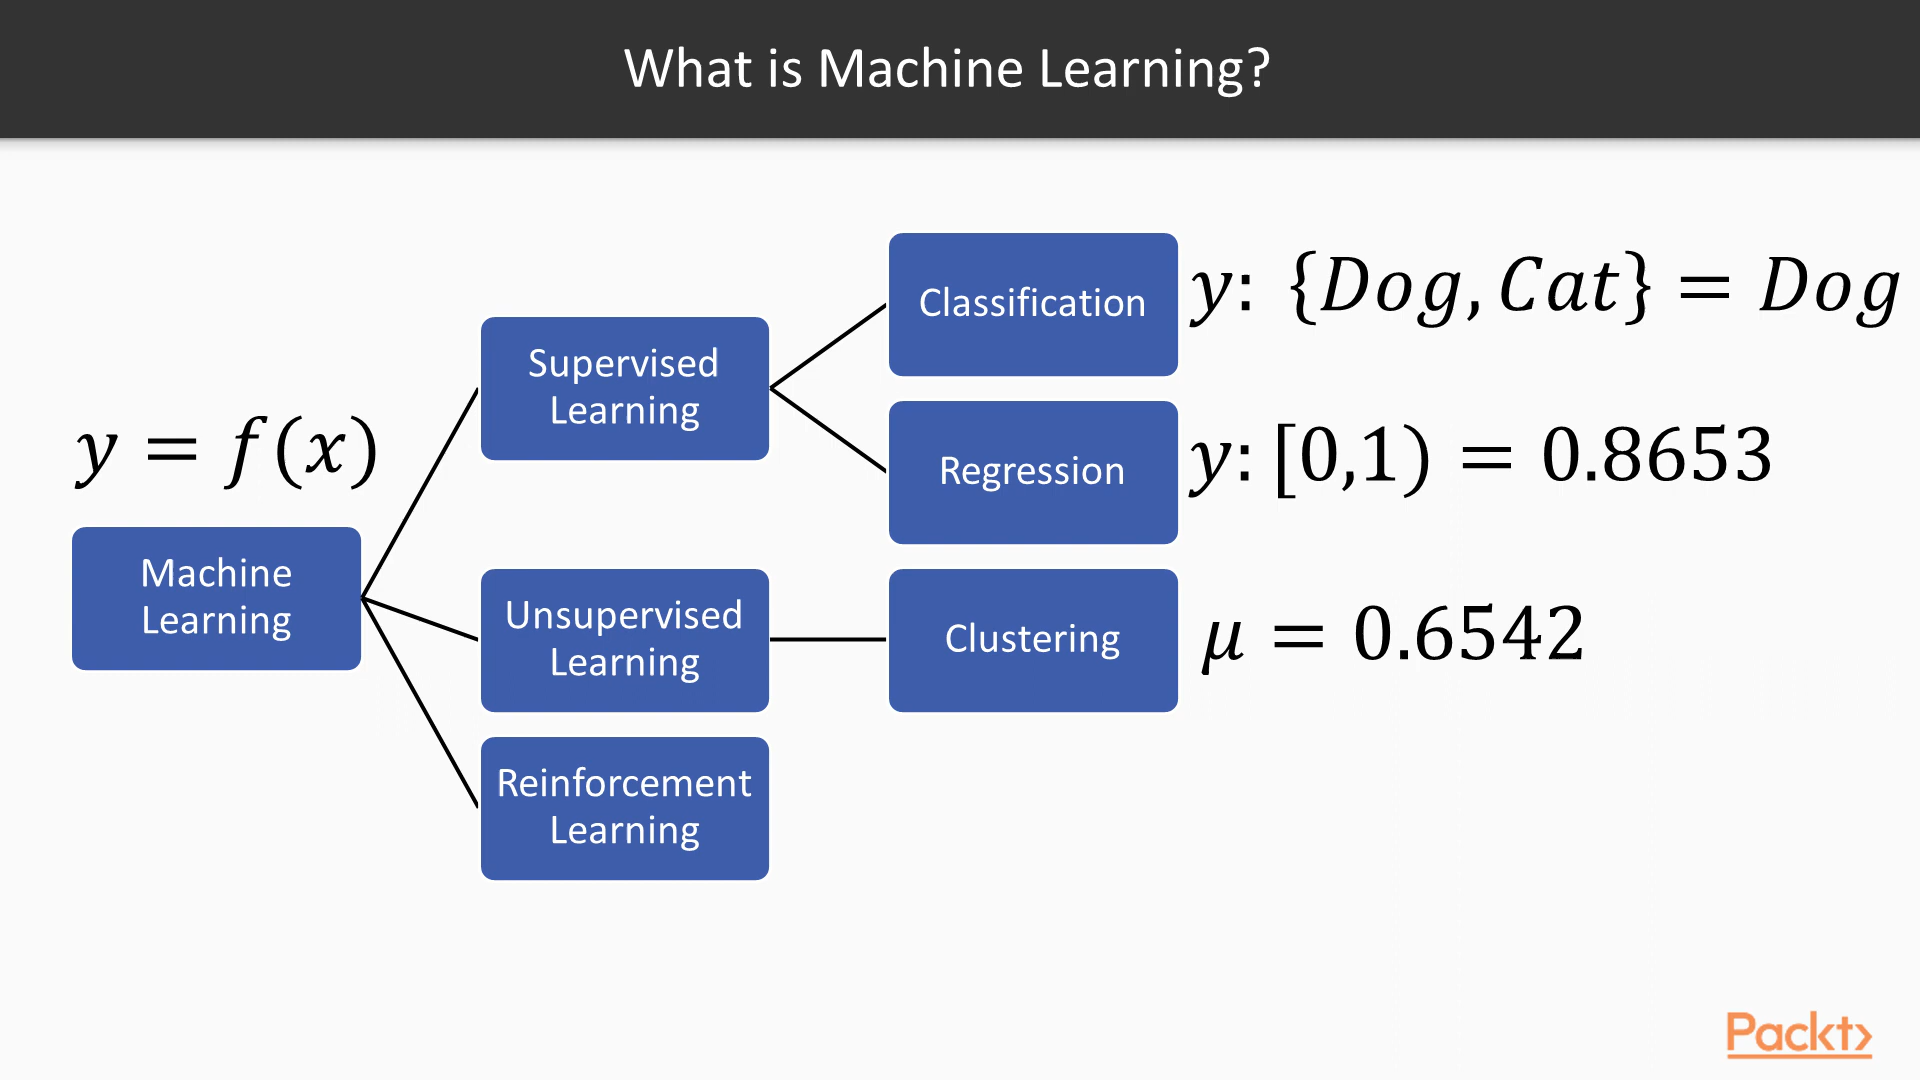 What is Machine Learning?
y = f(x)
Machine
Learning
Supervised
Learning
Classification
y: {Dog, Cat} = Dog
Regression
y: [0,1) = 0.8653
Unsupervised
Learning
Clustering
μ = 0.6542
Reinforcement
Learning
Packt>